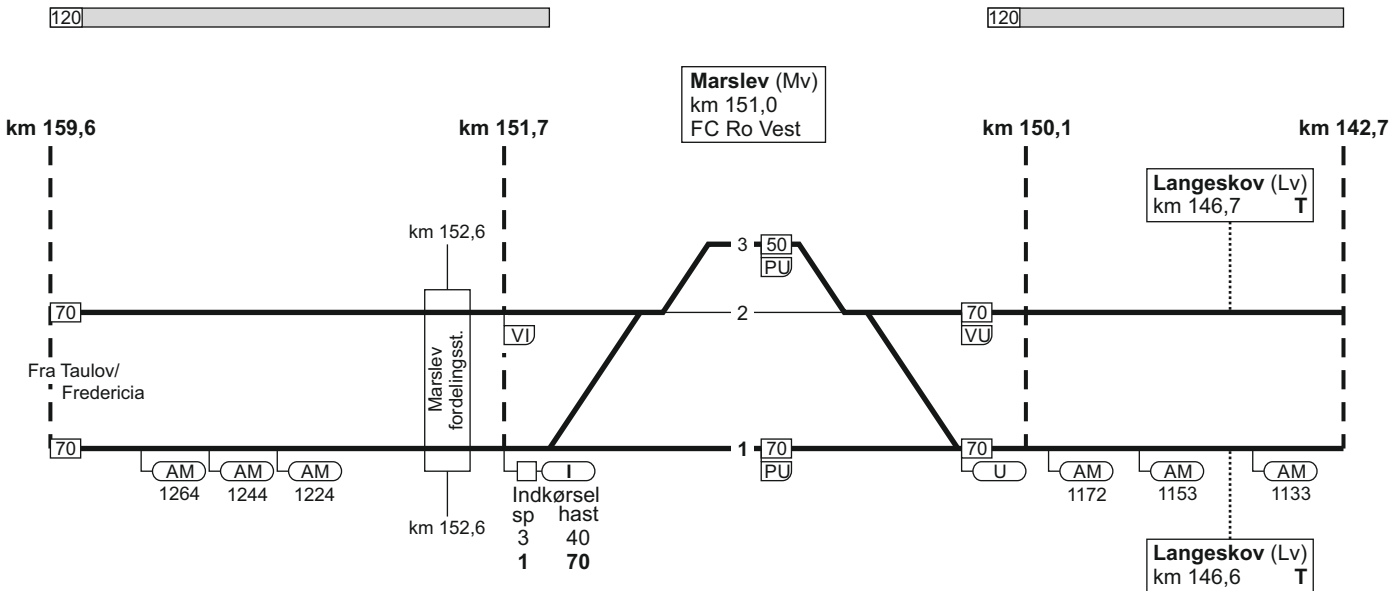 120
120
Marslev (Mv)
km 151,0
FC Ro Vest
km 159,6
km 151,7
km 150,1
km 142,7
Langeskov (Lv)
km 146,7 T
km 152,6
3 50
PU
70
2
70
VI
VU
Marslev
fordelingsst.
Fra Taulov/
Fredericia
70
1 70
70
AM
AM
AM
I
PU
U
AM
AM
AM
1264
1244
1224
1172
1153
1133
Indkørsel
sp hast
3 40
1 70
km 152,6
Langeskov (Lv)
km 146,6 T